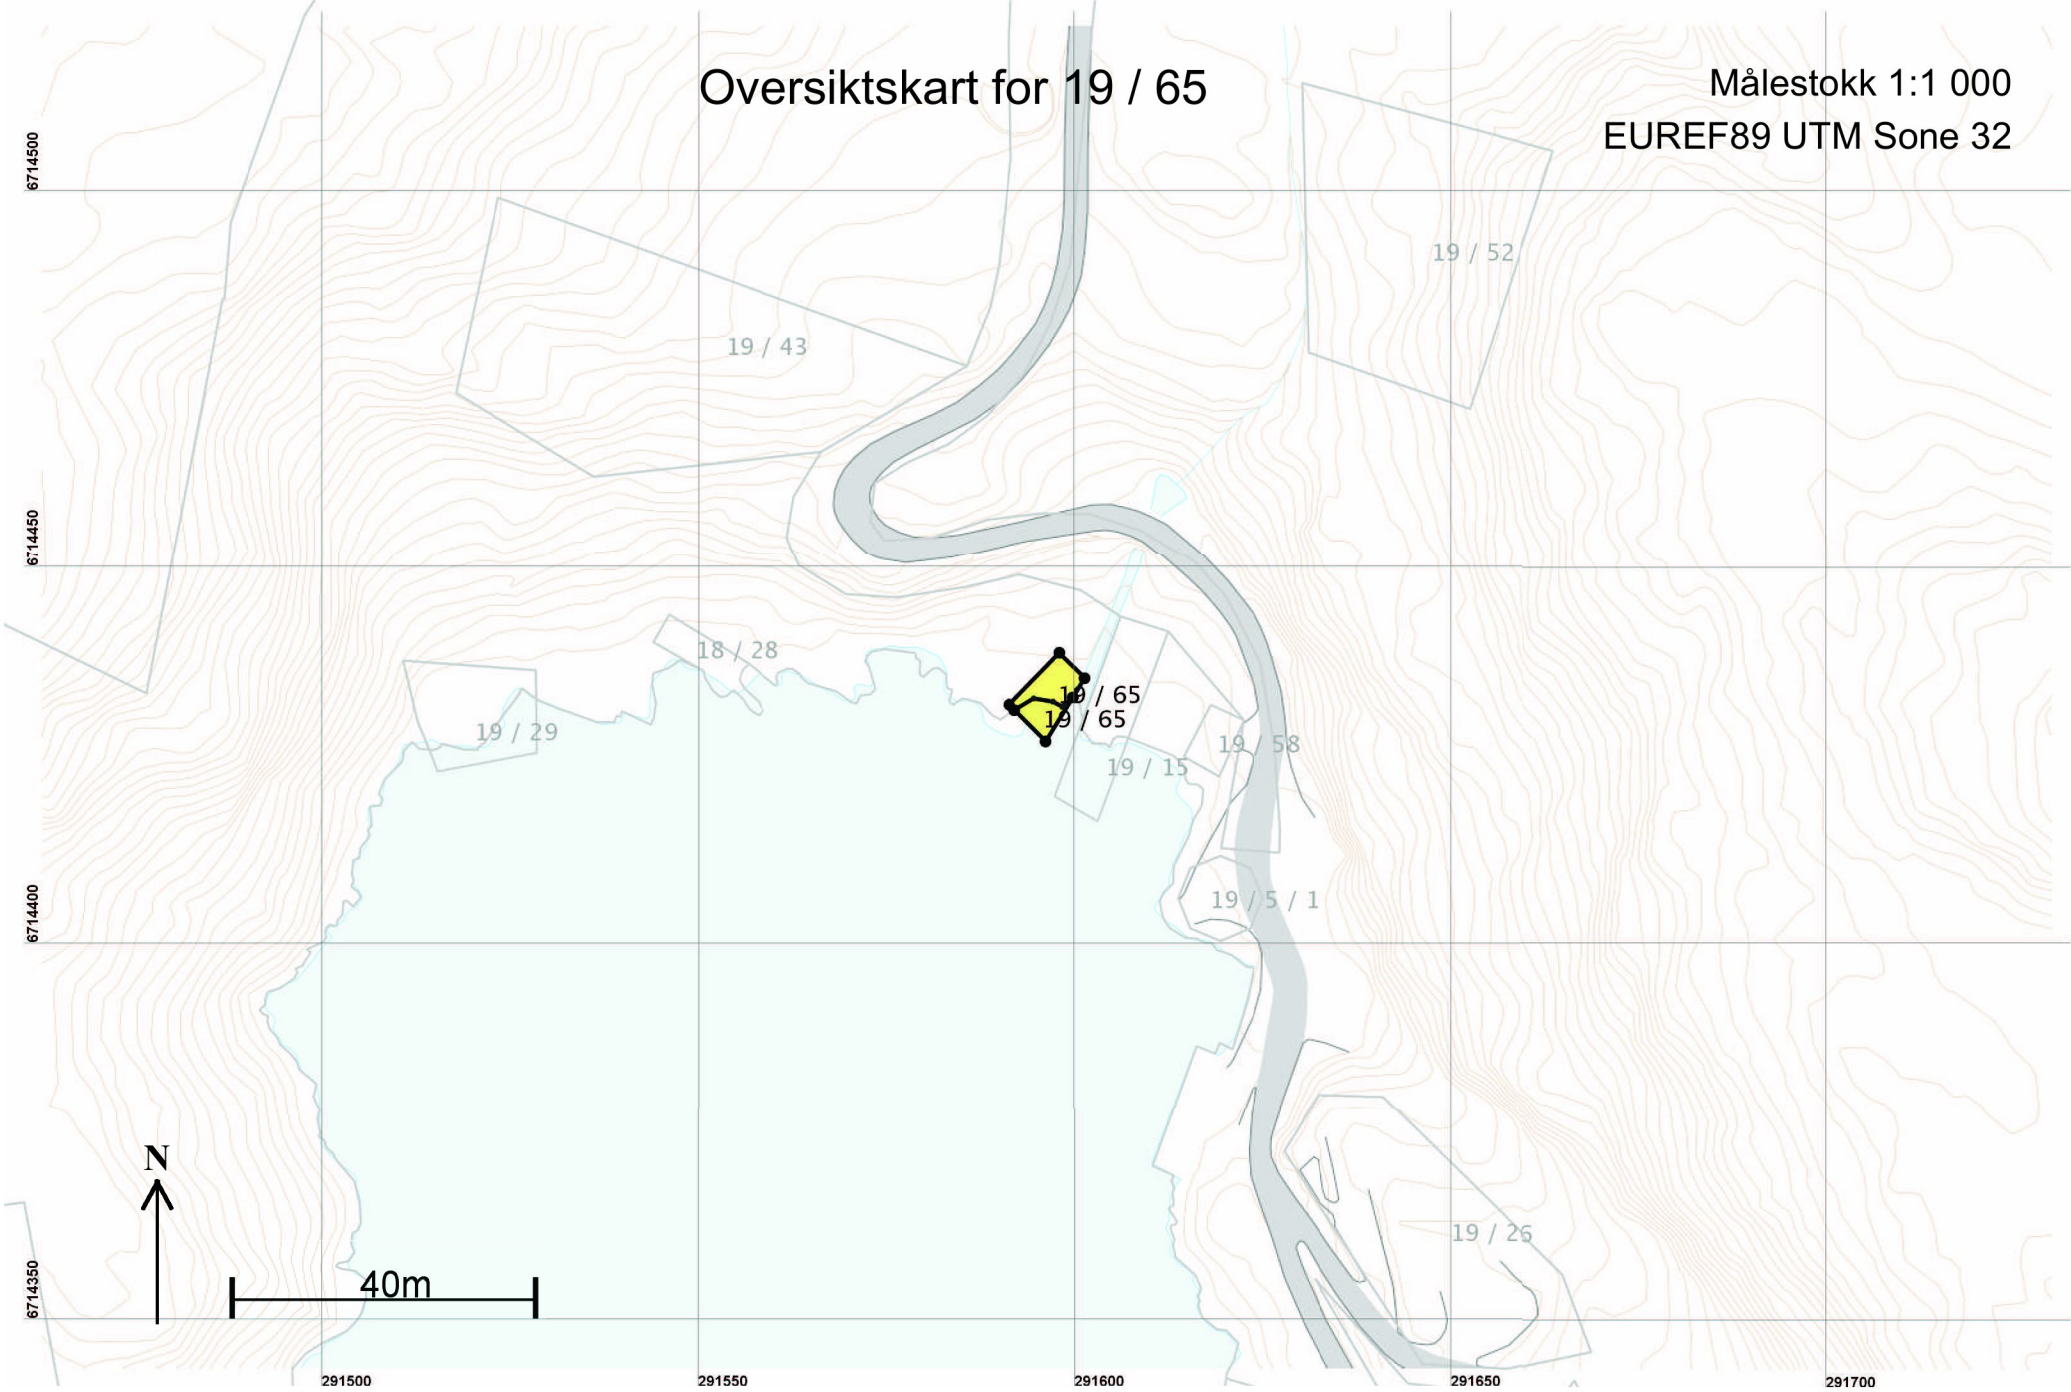 Oversiktskart for 19 / 65
Målestokk 1:1 000
EUREF89 UTM Sone 32
6714500
19 / 52
19 / 43
6714450
18 / 28
19 / 65
19 / 65
19 / 29
19 / 58
19 / 15
6714400
19 / 5 / 1
N
19 / 26
40m
6714350
291500
291550
291600
291650
291700